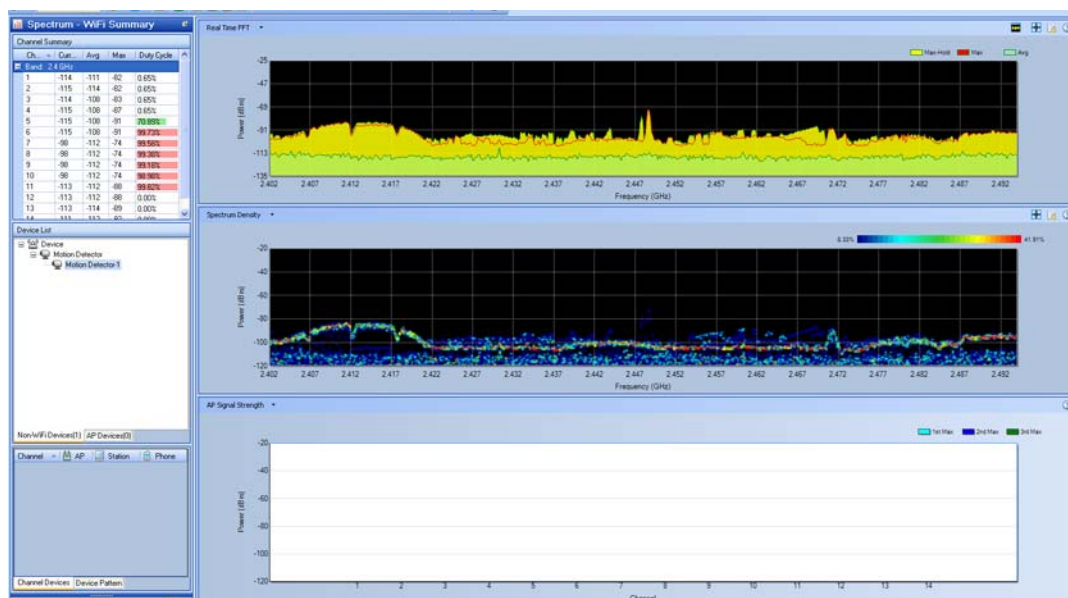 Spectrum - WiFi Summary
Channel Summary
Ch... Curr... Avg Max Duty Cycle
Band: 2.4 GHz
1 -114 -111 -82 0.65%
2 -115 -114 -82 0.65%
3 -114 -108 -83 0.65%
4 -115 -108 -87 0.65%
5 -115 -108 -91 70.89%
6 -115 -108 -91 99.73%
7 -98 -112 -74 99.56%
8 -98 -112 -74 99.36%
9 -98 -112 -74 99.16%
10 -98 -112 -74 98.98%
11 -113 -112 -88 99.82%
12 -113 -112 -88 0.00%
13 -113 -114 -89 0.00%
Device List
Device
Motion Detector
Motion Detector-1
Non-WiFi Devices(1) AP Devices(0)
Channel AP Station Phone
Channel Devices Device Pattern
Real Time FFT
Max Hold Max Avg
-25
-47
-69
-91
-113
-135
Power [dBm]
2.402 2.407 2.412 2.417 2.422 2.427 2.432 2.437 2.442 2.447 2.452 2.457 2.462 2.467 2.472 2.477 2.482 2.487 2.492
Frequency (GHz)
Spectrum Density
41.91%
-20
-40
-60
-80
-100
-120
Power [dBm]
2.402 2.407 2.412 2.417 2.422 2.427 2.432 2.437 2.442 2.447 2.452 2.457 2.462 2.467 2.472 2.477 2.482 2.487 2.492
Frequency (GHz)
AP Signal Strength
1st Max 2nd Max 3rd Max
-20
-40
-60
-80
-100
-120
Power [dBm]
1 2 3 4 5 6 7 8 9 10 11 12 13 14
Channel